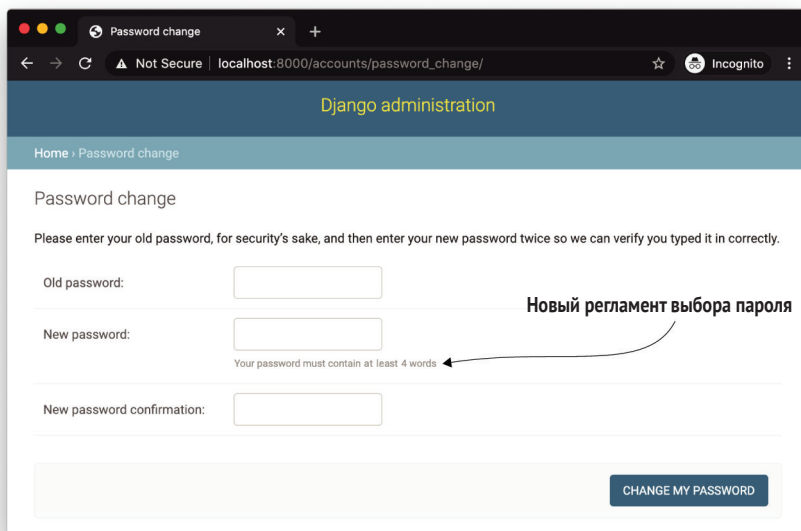 Password change
Not Secure | localhost:8000/accounts/password_change/
Incognito
Django administration
Home › Password change
Password change
Please enter your old password, for security's sake, and then enter your new password twice so we can verify you typed it in correctly.
Old password:
Новый регламент выбора пароля
New password:
Your password must contain at least 4 words
New password confirmation:
CHANGE MY PASSWORD